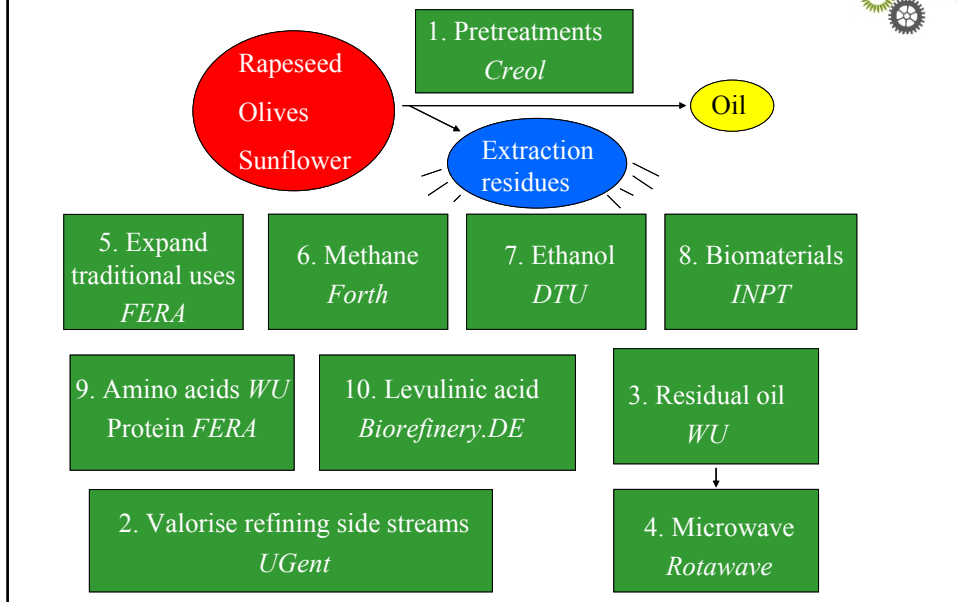 1. Pretreatments
Creol
Rapeseed
Olives
Sunflower
Oil
Extraction
residues
5. Expand
traditional uses
FERA
6. Methane
Forth
7. Ethanol
DTU
8. Biomaterials
INPT
9. Amino acids WU
Protein FERA
10. Levulinic acid
Biorefinery.DE
3. Residual oil
WU
2. Valorise refining side streams
UGent
4. Microwave
Rotawave